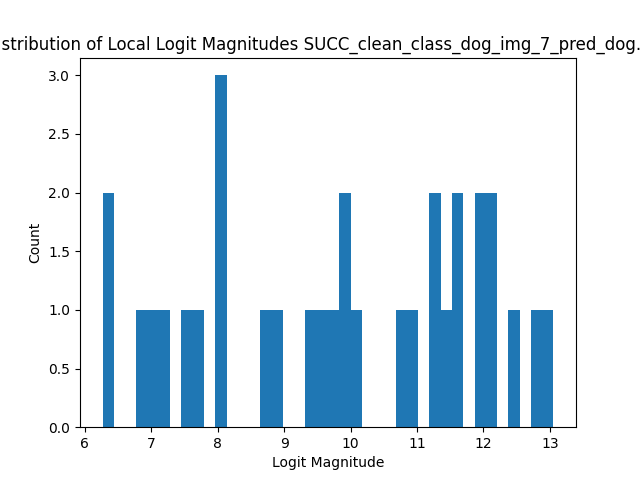 stribution of Local Logit Magnitudes SUCC_clean_class_dog_img_7_pred_dog.
3.0
2.5
2.0
1.5
1.0
0.5
0.0
Count
6 7 8 9 10 11 12 13
Logit Magnitude